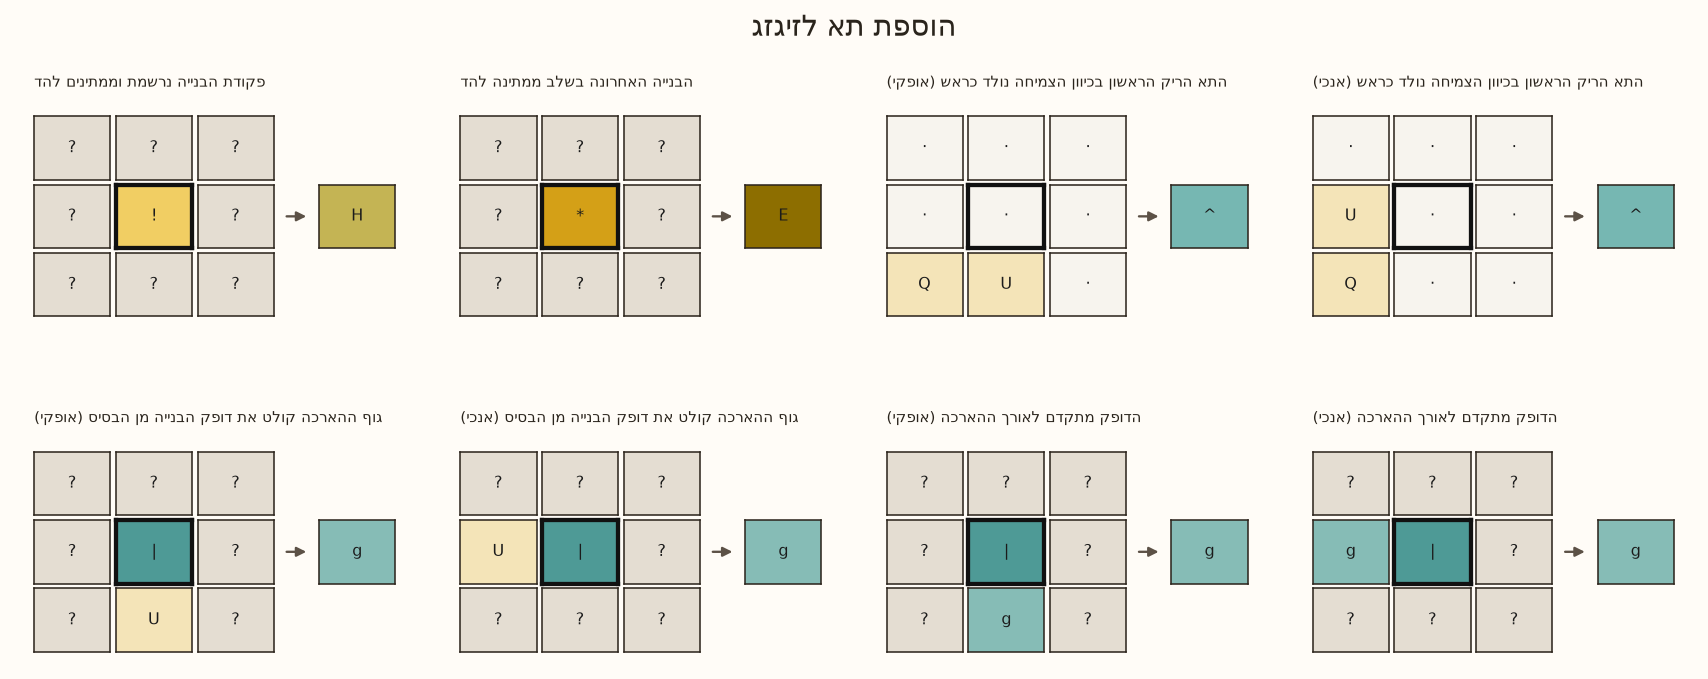 הוספת תא לזיגזג
פקודת הבנייה נרשמת וממתינים להד
? ? ?
? ! ? H
? ? ?
הבנייה האחרונה בשלב ממתינה להד
? ? ?
? * ? E
? ? ?
התא הריק הראשון בכיוון הצמיחה נולד כראש (אופקי)
· · ·
· · · ^
Q U ·
התא הריק הראשון בכיוון הצמיחה נולד כראש (אנכי)
· · ·
U · · ^
Q · ·
גוף ההארכה קולט את דופק הבנייה מן הבסיס (אופקי)
? ? ?
? | ? g
? U ?
גוף ההארכה קולט את דופק הבנייה מן הבסיס (אנכי)
? ? ?
U | ? g
? ? ?
הדופק מתקדם לאורך ההארכה (אופקי)
? ? ?
? | ? g
? g ?
הדופק מתקדם לאורך ההארכה (אנכי)
? ? ?
g | ? g
? ? ?